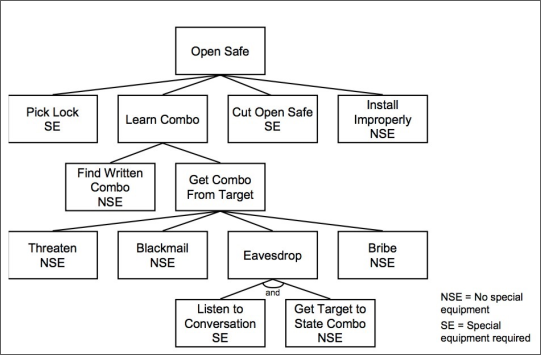 Open Safe
Pick Lock
SE
Learn Combo
Cut Open Safe
SE
Install
Improperly
NSE
Find Written
Combo
NSE
Get Combo
From Target
Threaten
NSE
Blackmail
NSE
Eavesdrop
Bribe
NSE
and
Listen to
Conversation
SE
Get Target to
State Combo
NSE
NSE = No special
equipment
SE = Special
equipment required